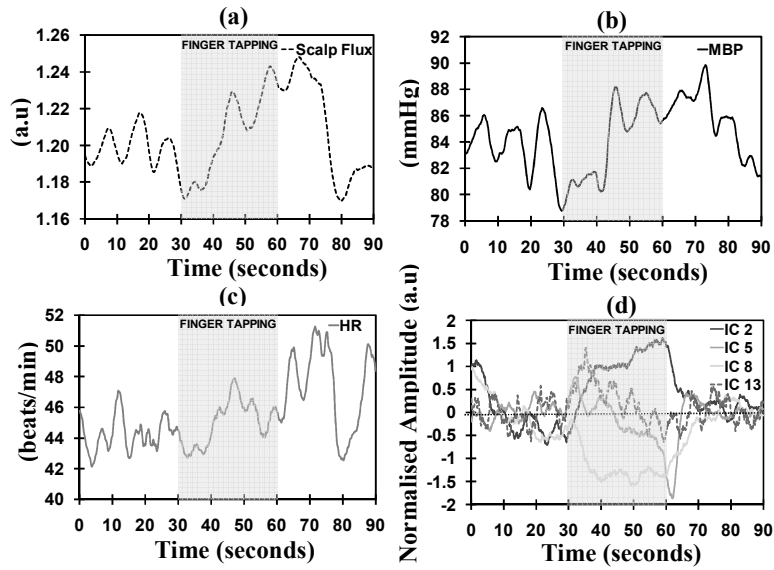 (a)
FINGER TAPPING
Scalp Flux
(a.u)
1.26
1.24
1.22
1.20
1.18
1.16
0 10 20 30 40 50 60 70 80 90
Time (seconds)
(b)
FINGER TAPPING
MBP
(mmHg)
92
90
88
86
84
82
80
78
0 10 20 30 40 50 60 70 80 90
Time (seconds)
(c)
FINGER TAPPING
HR
(beats/min)
52
50
48
46
44
42
40
0 10 20 30 40 50 60 70 80 90
Time (seconds)
(d)
FINGER TAPPING
IC 2
IC 5
IC 8
IC 13
Normalised Amplitude (a.u)
2
1.5
1
0.5
0
-0.5
-1
-1.5
-2
0 10 20 30 40 50 60 70 80 90
Time (seconds)